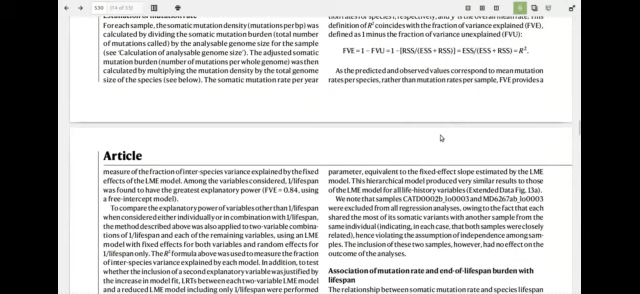 530
(14 of 33)
Estimation of mutation rate
For each sample, the somatic mutation density (mutations per bp) was
calculated by dividing the somatic mutation burden (total number
of mutations called) by the analysable genome size for the sample
(see 'Calculation of analysable genome size'). The adjusted somatic
mutation burden (number of mutations per whole genome) was then
calculated by multiplying the mutation density by the total genome
size of the species (see below). The somatic mutation rate per year
definition of R² coincides with the fraction of variance explained (FVE),
defined as 1 minus the fraction of variance unexplained (FVU):
FVE = 1 − FVU = 1 − [RSS/(ESS + RSS)] = ESS/(ESS + RSS) = R².
As the predicted and observed values correspond to mean mutation
rates per species, rather than mutation rates per sample, FVE provides a
Article
measure of the fraction of inter-species variance explained by the fixed
effects of the LME model. Among the variables considered, 1/lifespan
was found to have the greatest explanatory power (FVE = 0.84, using
a free-intercept model).
To compare the explanatory power of variables other than 1/lifespan
when considered either individually or in combination with 1/lifespan,
the method described above was also applied to two-variable combina-
tions of 1/lifespan and each of the remaining variables, using an LME
model with fixed effects for both variables and random effects for
1/lifespan only. The R² formula above was used to measure the fraction
of inter-species variance explained by each model. In addition, to test
whether the inclusion of a second explanatory variable was justified by
the increase in model fit, LRTs between each two-variable LME model
and a reduced LME model including only 1/lifespan were performed
parameter, equivalent to the fixed-effect slope estimated by the LME
model. This hierarchical model produced very similar results to those
of the LME model for all life-history variables (Extended Data Fig. 13a).
We note that samples CATD0002b_lo0003 and MD6267ab_lo0003
were excluded from all regression analyses, owing to the fact that each
shared the most of its somatic variants with another sample from the
same individual (indicating, in each case, that both samples were closely
related), hence violating the assumption of independence among sam-
ples. The inclusion of these two samples, however, had no effect on the
outcome of the analyses.
Association of mutation rate and end-of-lifespan burden with
lifespan
The relationship between somatic mutation rate and species lifespan